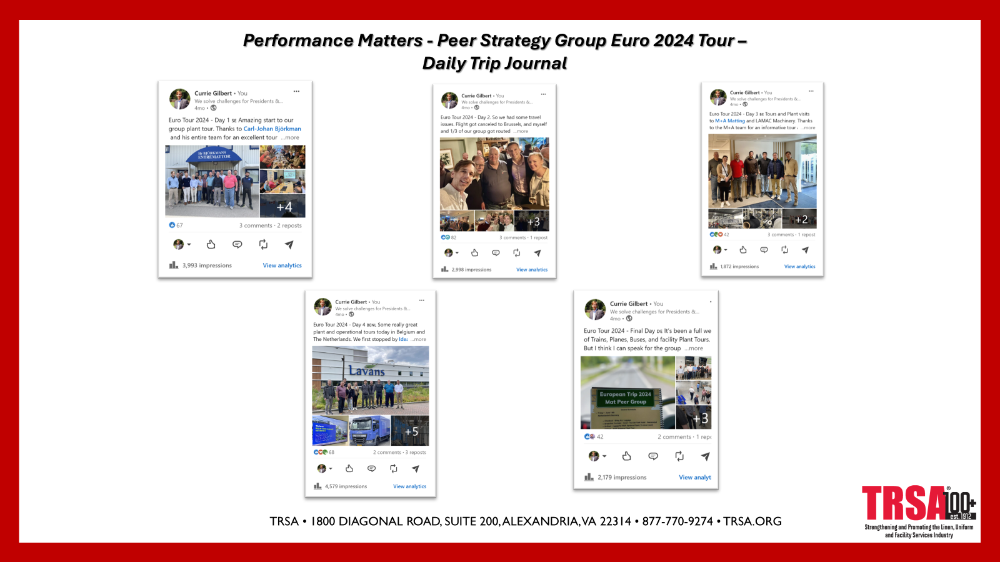 Performance Matters - Peer Strategy Group Euro 2024 Tour –
Daily Trip Journal
Currie Gilbert • You
We solve challenges for Presidents &...
4mo •
Euro Tour 2024 - Day 1 SE Amazing start to our
group plant tour. Thanks to Carl-Johan Björkman
and his entire team for an excellent tour ...more
Hr BJÖRKMANS
ENTRÉMATTOR
+4
67
3 comments · 2 reposts
3,993 impressions
View analytics
Currie Gilbert • You
We solve challenges for Presidents &...
4mo •
Euro Tour 2024 - Day 2. So we had some travel
issues. Flight got canceled to Brussels, and myself
and 1/3 of our group got routed ...more
+3
82
3 comments · 1 repost
2,998 impressions
View analytics
Currie Gilbert • You
We solve challenges for Presidents &...
4mo •
Euro Tour 2024 - Day 3 BE Tours and Plant visits
to M+A Matting and LAMAC Machinery. Thanks
to the M+A team for an informative tour ...more
+2
42
3 comments · 1 repost
1,872 impressions
View analytics
Currie Gilbert • You
We solve challenges for Presidents &...
4mo •
Euro Tour 2024 - Day 4 BENL Some really great
plant and operational tours today in Belgium and
The Netherlands. We first stopped by Idea ...more
Lavans
+5
68
2 comments · 3 reposts
4,579 impressions
View analytics
Currie Gilbert • You
We solve challenges for Presidents &...
4mo •
Euro Tour 2024 - Final Day DE It's been a full we
of Trains, Planes, Buses, and facility Plant Tours.
But I think I can speak for the group ...more
European Trip 2024
Mat Peer Group
+3
42
2 comments · 1 repo
2,179 impressions
View analyt
TRSA • 1800 DIAGONAL ROAD, SUITE 200, ALEXANDRIA, VA 22314 • 877-770-9274 • TRSA.ORG
TRSA® 100+
est. 1912
Strengthening and Promoting the Linen, Uniform
and Facility Services Industry